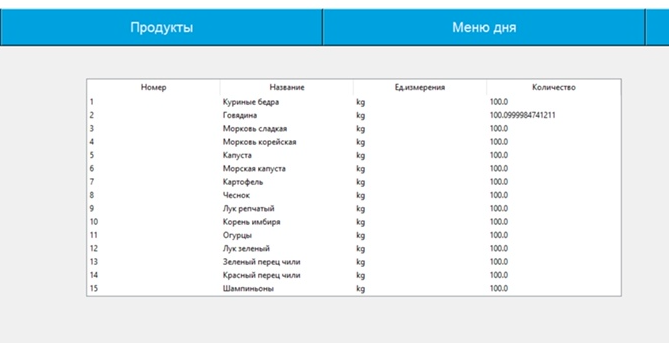 Продукты Меню дня
Номер Название Ед.измерения Количество
1 Куриные бедра kg 100.0
2 Говядина kg 100.0999984741211
3 Морковь сладкая kg 100.0
4 Морковь корейская kg 100.0
5 Капуста kg 100.0
6 Морская капуста kg 100.0
7 Картофель kg 100.0
8 Чеснок kg 100.0
9 Лук репчатый kg 100.0
10 Корень имбиря kg 100.0
11 Огурцы kg 100.0
12 Лук зеленый kg 100.0
13 Зеленый перец чили kg 100.0
14 Красный перец чили kg 100.0
15 Шампиньоны kg 100.0